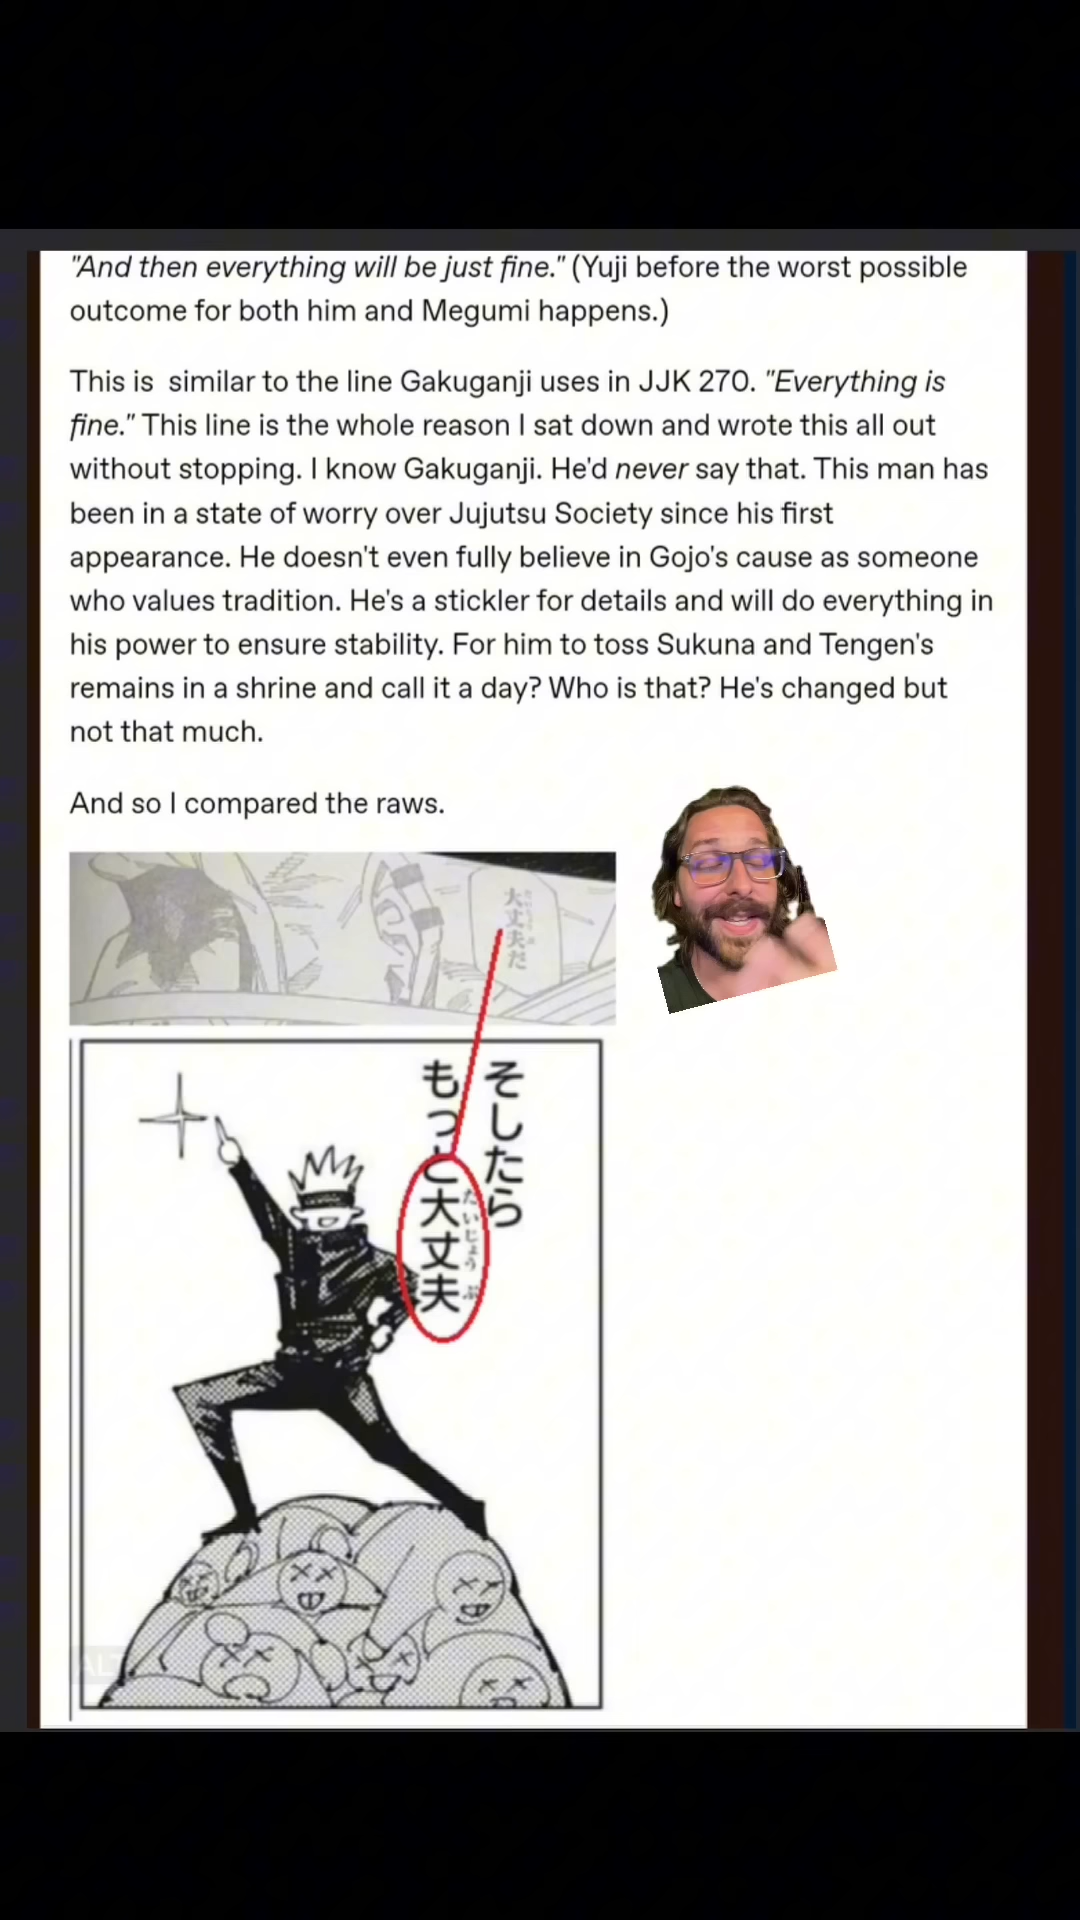 "And then everything will be just fine." (Yuji before the worst possible
outcome for both him and Megumi happens.)
This is  similar to the line Gakuganji uses in JJK 270. "Everything is
fine." This line is the whole reason I sat down and wrote this all out
without stopping. I know Gakuganji. He'd never say that. This man has
been in a state of worry over Jujutsu Society since his first
appearance. He doesn't even fully believe in Gojo's cause as someone
who values tradition. He's a stickler for details and will do everything in
his power to ensure stability. For him to toss Sukuna and Tengen's
remains in a shrine and call it a day? Who is that? He's changed but
not that much.
And so I compared the raws.
大丈夫だ
そしたら
もっと大丈夫
だいじょうぶ
ALT